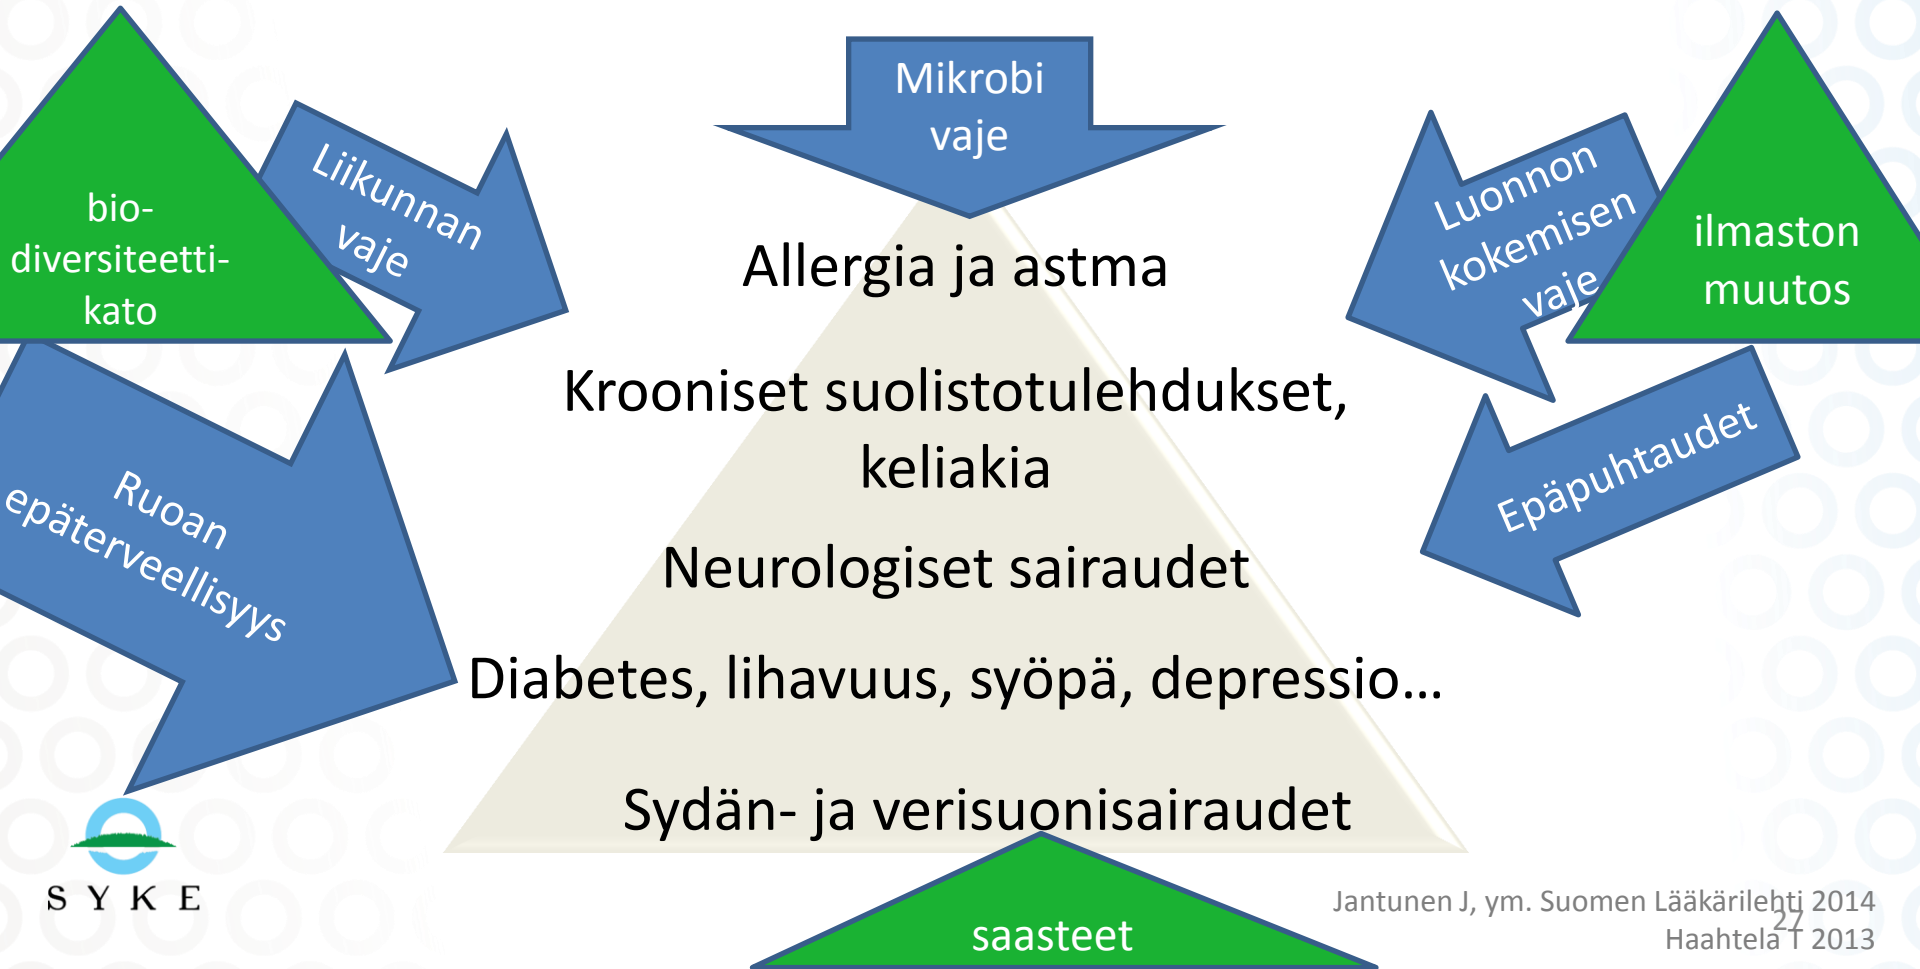 Mikrobi
vaje
Liikunnan
vaje
bio-
diversiteetti-
kato
Luonnon
kokemisen
vaje
ilmaston
muutos
Allergia ja astma
Krooniset suolistotulehdukset,
keliakia
Epäpuhtaudet
Ruoan
epäterveellisyys
Neurologiset sairaudet
Diabetes, lihavuus, syöpä, depressio…
Sydän- ja verisuonisairaudet
SYKE
saasteet
Jantunen J, ym. Suomen Lääkärilehti 2014
27
Haahtela T 2013